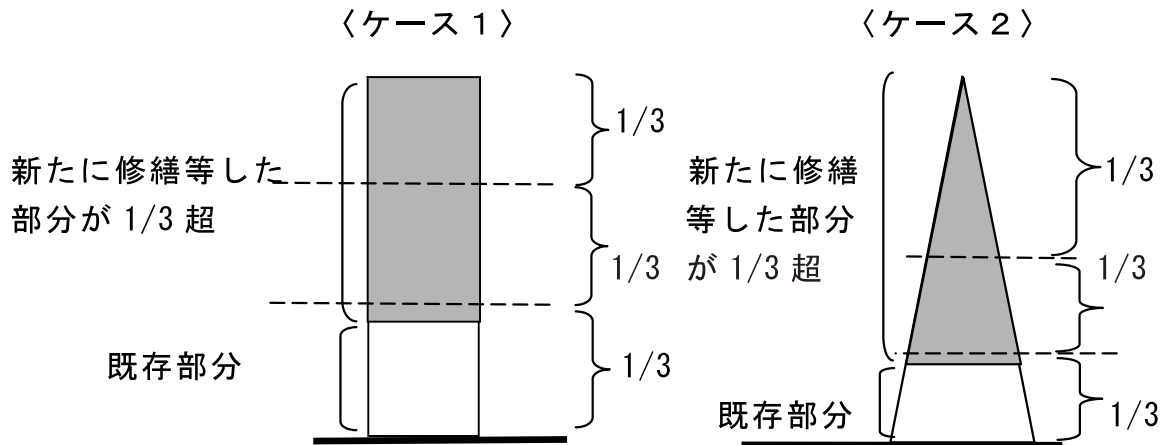 〈ケース1〉
新たに修繕等した
部分が 1/3 超
既存部分
1/3
1/3
1/3
〈ケース2〉
新たに修繕
等した部分
が 1/3 超
既存部分
1/3
1/3
1/3